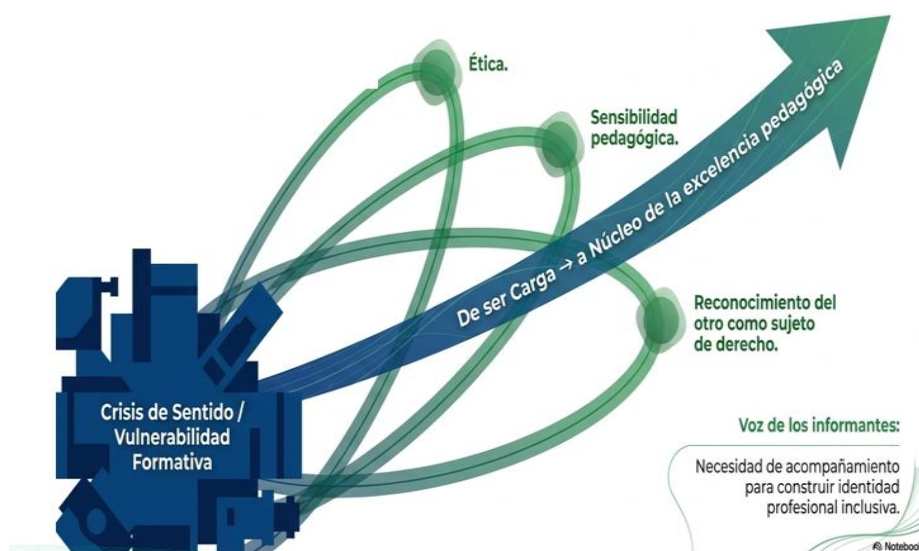 Ética.
Sensibilidad
pedagógica.
De ser Carga → a Núcleo de la excelencia pedagógica
Reconocimiento del
otro como sujeto
de derecho.
Crisis de Sentido /
Vulnerabilidad
Formativa
Voz de los informantes:
Necesidad de acompañamiento
para construir identidad
profesional inclusiva.
Notebook